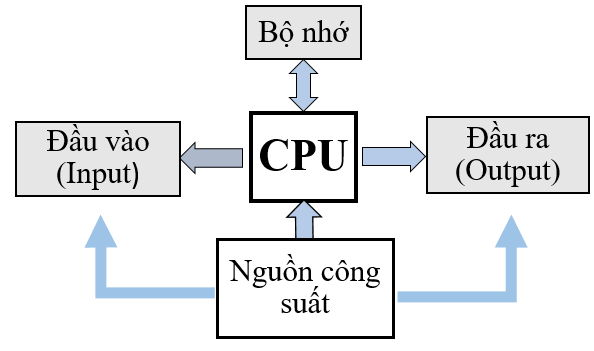 Bộ nhớ
Đầu vào
(Input)
CPU
Đầu ra
(Output)
Nguồn công
suất